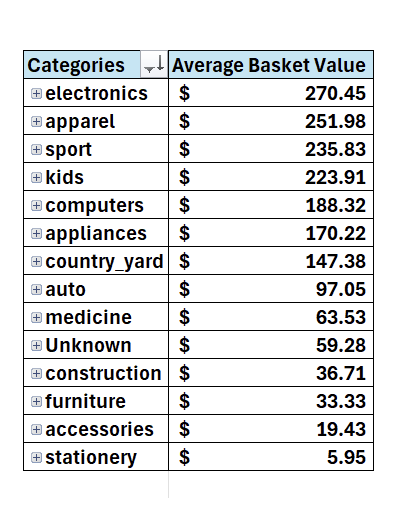 Categories Average Basket Value
electronics $ 270.45
apparel $ 251.98
sport $ 235.83
kids $ 223.91
computers $ 188.32
appliances $ 170.22
country_yard $ 147.38
auto $ 97.05
medicine $ 63.53
Unknown $ 59.28
construction $ 36.71
furniture $ 33.33
accessories $ 19.43
stationery $ 5.95